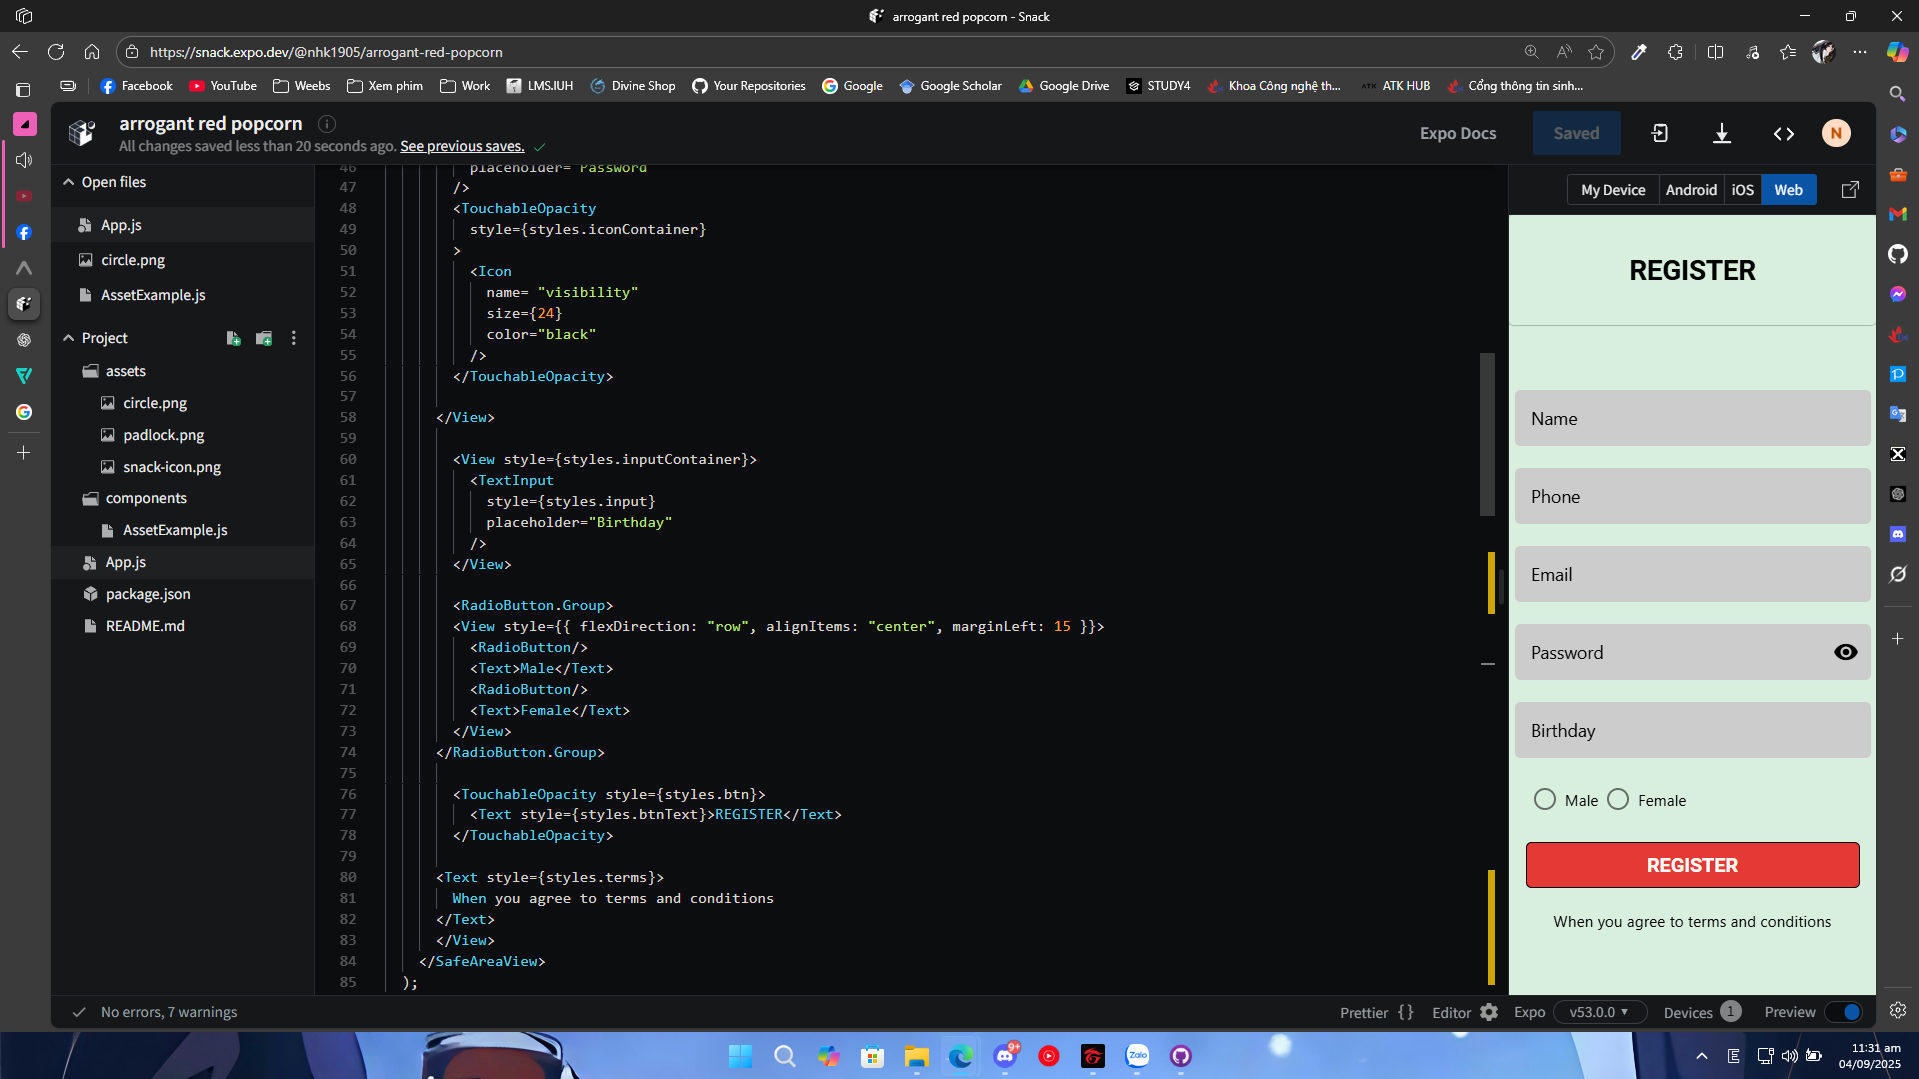 arrogant red popcorn - Snack
https://snack.expo.dev/@nhk1905/arrogant-red-popcorn
Facebook YouTube Weebs Xem phim Work LMS.IUH Divine Shop Your Repositories Google Google Scholar Google Drive STUDY4 Khoa Công nghệ th... ATK HUB Cổng thông tin sinh...
arrogant red popcorn
All changes saved less than 20 seconds ago. See previous saves.
Expo Docs Saved N
Open files
App.js
circle.png
AssetExample.js
Project
assets
circle.png
padlock.png
snack-icon.png
components
AssetExample.js
App.js
package.json
README.md
46 placeholder="Password
47 />
48 <TouchableOpacity
49 style={styles.iconContainer}
50 >
51 <Icon
52 name= "visibility"
53 size={24}
54 color="black"
55 />
56 </TouchableOpacity>
57
58 </View>
59
60 <View style={styles.inputContainer}>
61 <TextInput
62 style={styles.input}
63 placeholder="Birthday"
64 />
65 </View>
66
67 <RadioButton.Group>
68 <View style={{ flexDirection: "row", alignItems: "center", marginLeft: 15 }}>
69 <RadioButton/>
70 <Text>Male</Text>
71 <RadioButton/>
72 <Text>Female</Text>
73 </View>
74 </RadioButton.Group>
75
76 <TouchableOpacity style={styles.btn}>
77 <Text style={styles.btnText}>REGISTER</Text>
78 </TouchableOpacity>
79
80 <Text style={styles.terms}>
81 When you agree to terms and conditions
82 </Text>
83 </View>
84 </SafeAreaView>
85 );
My Device Android iOS Web
REGISTER
Name
Phone
Email
Password
Birthday
Male Female
REGISTER
When you agree to terms and conditions
No errors, 7 warnings
Prettier {} Editor Expo v53.0.0 Devices 1 Preview
9+
Zalo
E
11:31 am
04/09/2025